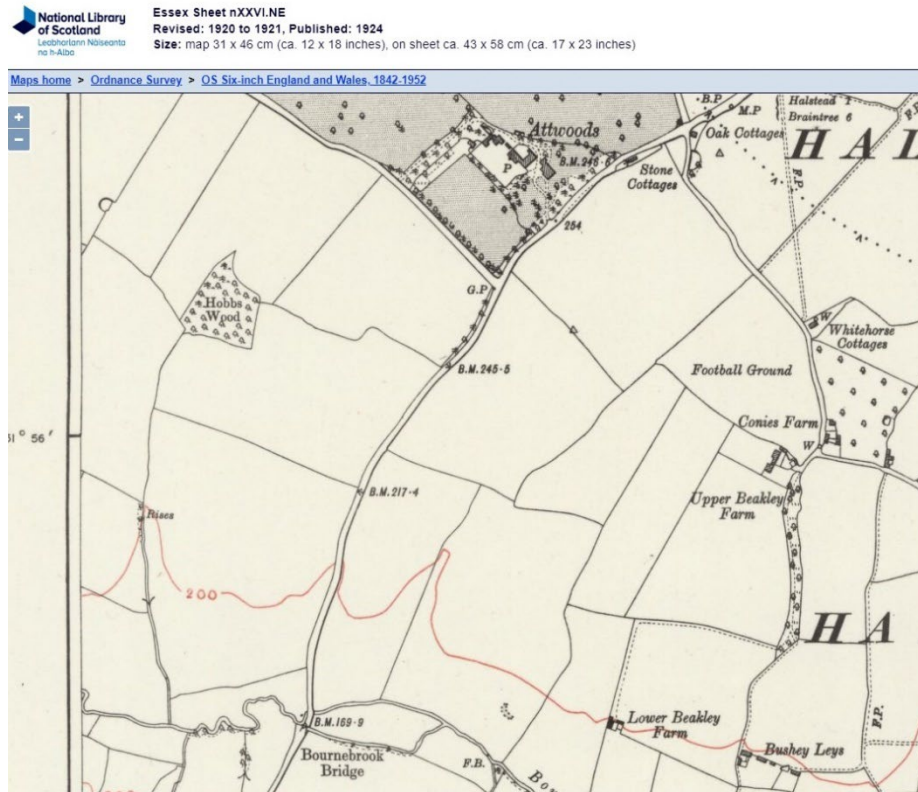 National Library
of Scotland
Leabharlann Nàiseanta
na h-Alba
Essex Sheet nXXVI.NE
Revised: 1920 to 1921, Published: 1924
Size: map 31 x 46 cm (ca. 12 x 18 inches), on sheet ca. 43 x 58 cm (ca. 17 x 23 inches)
Maps home > Ordnance Survey > OS Six-inch England and Wales, 1842-1952
+
−
B.P
M.P
Halstead 2
Braintree 6
F.P.
Attwoods
Oak Cottages
HAL
P
B.M.246·6
Stone
Cottages
F.P.
254
G.P
Hobbs
Wood
W
Whitehorse
Cottages
B.M.245·5
Football Ground
Conies Farm
51° 56'
W
B.M.217·4
Upper Beakley
Farm
Rises
200
HA
Lower Beakley
Farm
F.P.
B.M.169·9
Bournebrook
Bridge
F.B.
Bushey Leys